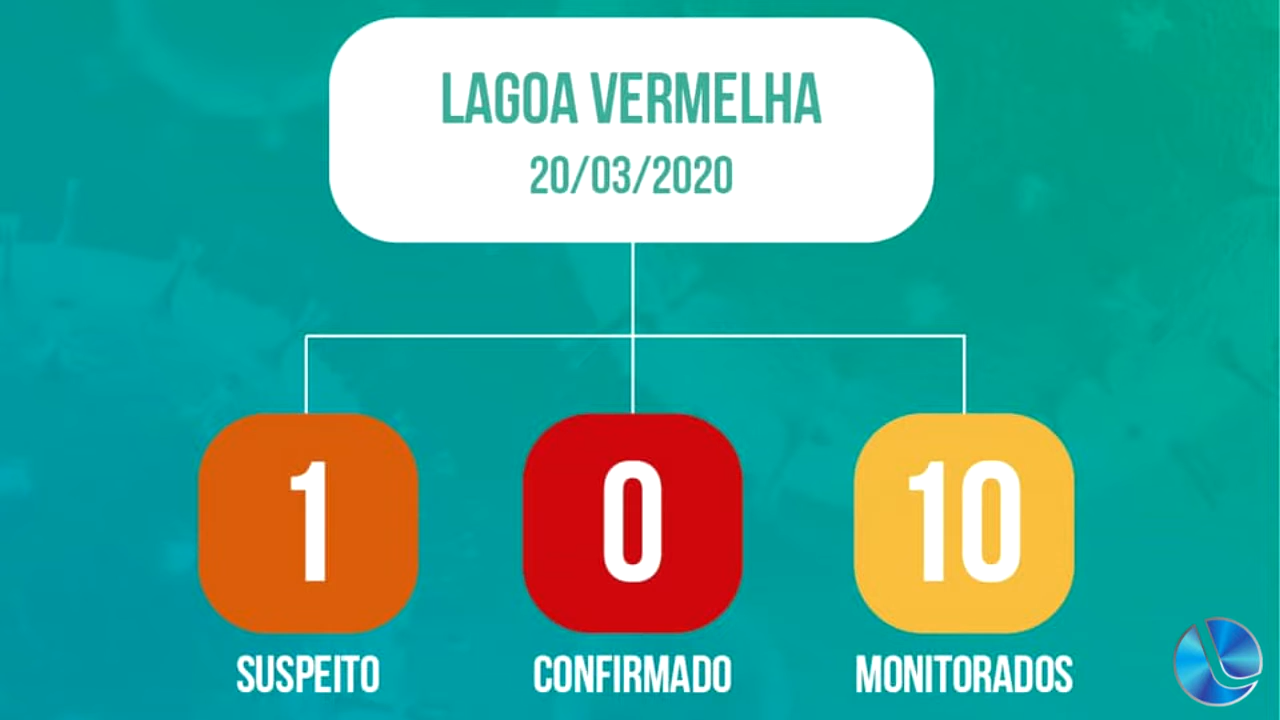 LAGOA VERMELHA
20/03/2020
1
0
10
SUSPEITO
CONFIRMADO
MONITORADOS